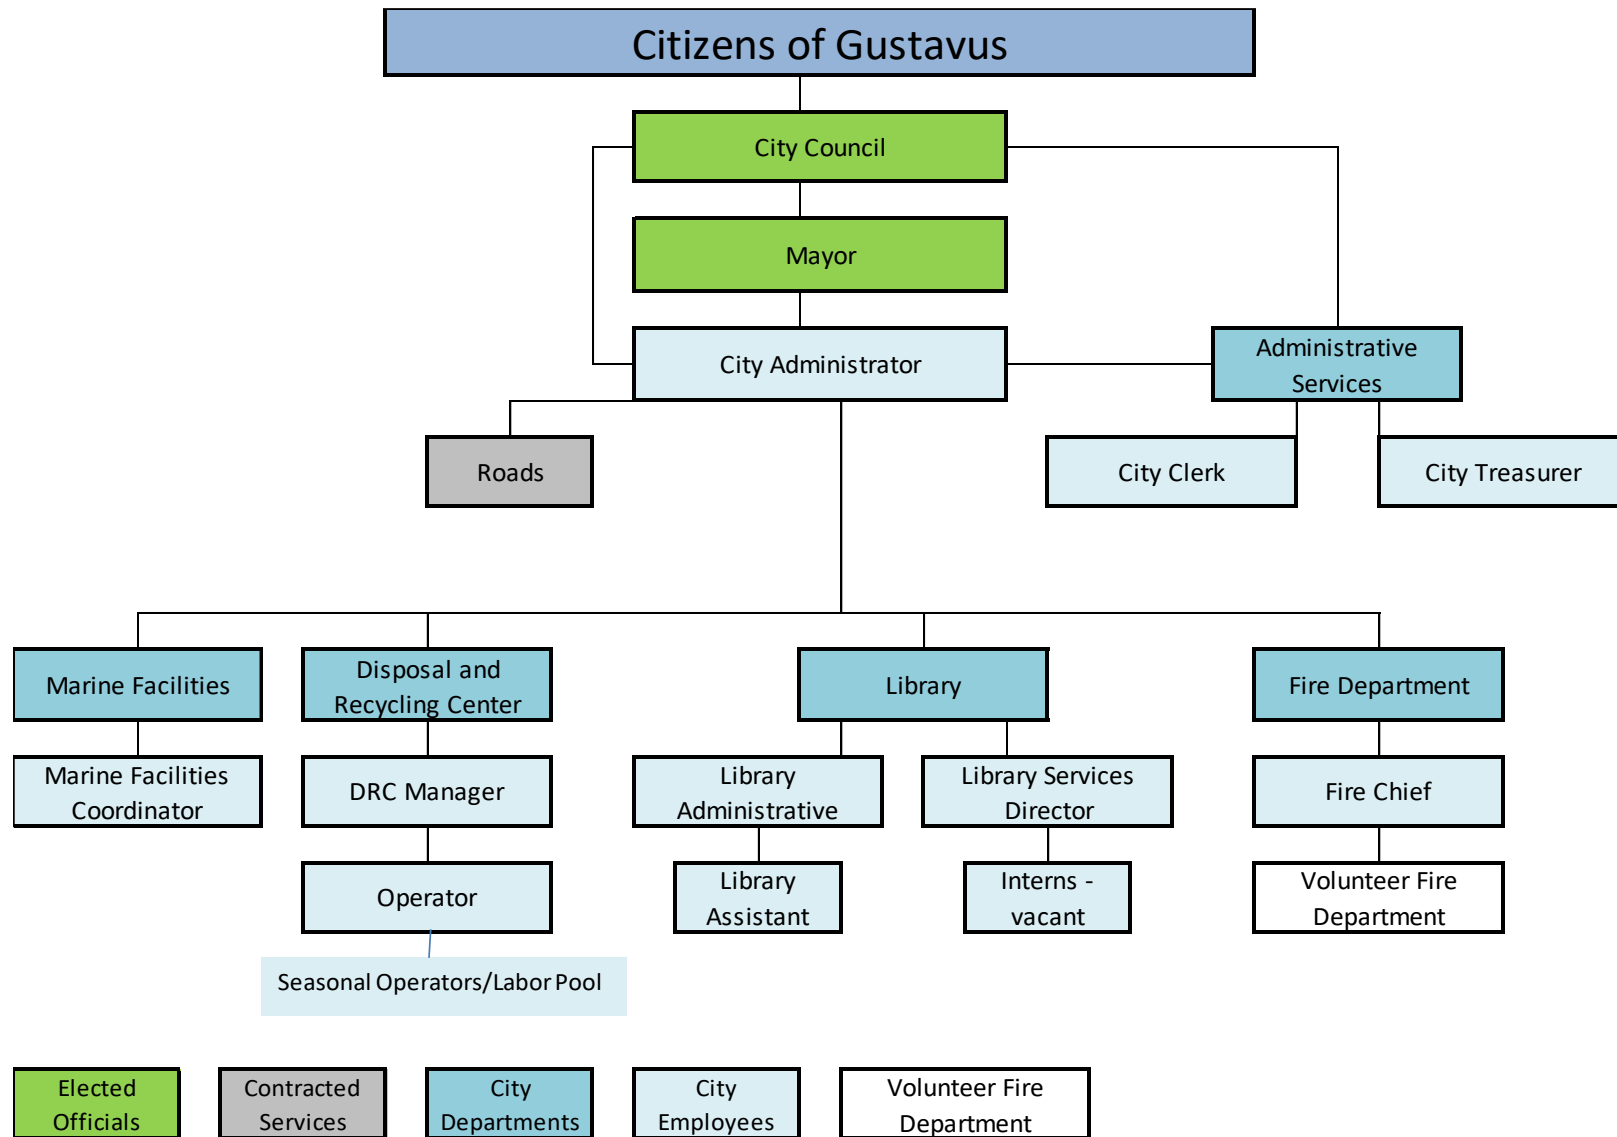 Citizens of Gustavus
City Council
Mayor
City Administrator
Administrative
Services
Roads
City Clerk
City Treasurer
Marine Facilities
Disposal and
Recycling Center
Library
Fire Department
Marine Facilities
Coordinator
DRC Manager
Library
Administrative
Library Services
Director
Fire Chief
Operator
Library
Assistant
Interns -
vacant
Volunteer Fire
Department
Seasonal Operators/Labor Pool
Elected
Officials
Contracted
Services
City
Departments
City
Employees
Volunteer Fire
Department